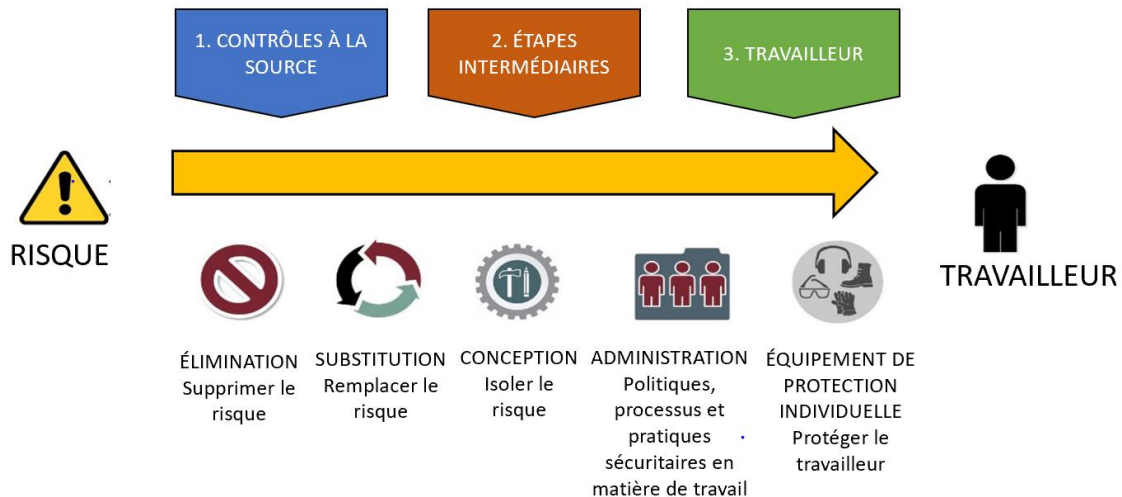 1. CONTRÔLES À LA
SOURCE
2. ÉTAPES
INTERMÉDIAIRES
3. TRAVAILLEUR
RISQUE
TRAVAILLEUR
ÉLIMINATION
Supprimer le
risque
SUBSTITUTION
Remplacer le
risque
CONCEPTION
Isoler le
risque
ADMINISTRATION
Politiques,
processus et
pratiques
sécuritaires en
matière de travail
ÉQUIPEMENT DE
PROTECTION
INDIVIDUELLE
Protéger le
travailleur